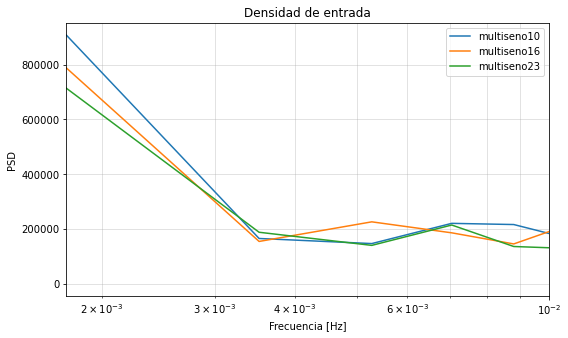 Densidad de entrada
multiseno10
multiseno16
multiseno23
PSD
800000
600000
400000
200000
0
2 × 10⁻³
3 × 10⁻³
4 × 10⁻³
6 × 10⁻³
10⁻²
Frecuencia [Hz]